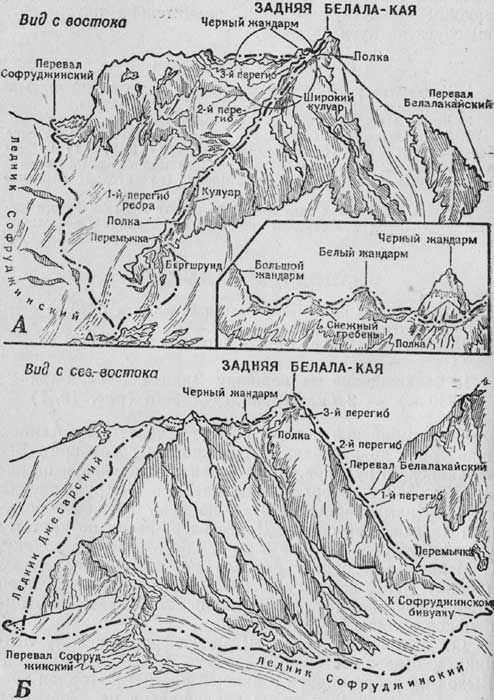 Вид с востока
ЗАДНЯЯ БЕЛАЛА-КАЯ
Черный жандарм
Полка
Перевал
Софруджинский
3-й перегиб
2-й пере-
гиб
Широкий
кулуар
Перевал
Белалакайский
Ледник Софруджинский
1-й перегиб
ребра
Кулуар
Полка
Перемычка
Бергшрунд
А
Черный жандарм
Белый жандарм
Большой
жандарм
Снежный
гребень
Полка
Вид с сев.-востока
ЗАДНЯЯ БЕЛАЛА-КАЯ
Черный жандарм
3-й перегиб
Полка
2-й перегиб
Перевал Белалакайский
1-й перегиб
Ледник Джесарский
Перемычка
К Софруджинскому
бивуаку
Перевал Софруд-
жинский
Ледник Софруджинский
Б